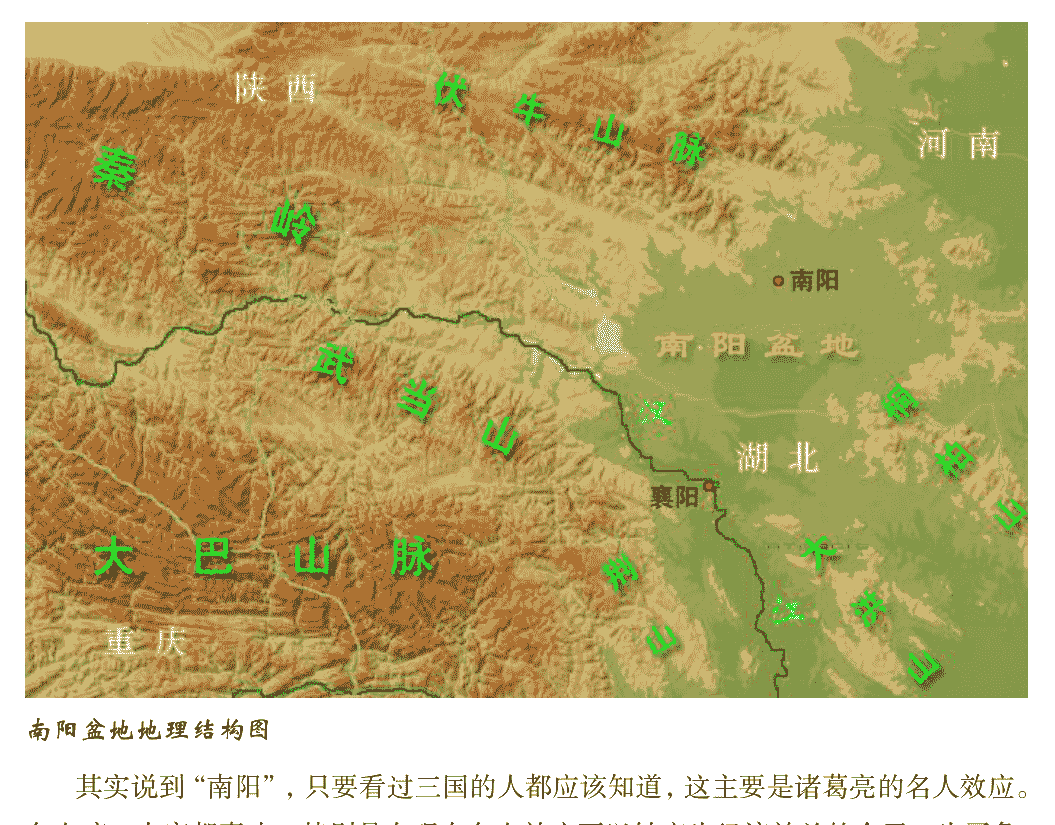 陕西
伏牛山脉
河南
秦岭
南阳
南阳盆地
武当山
汉
桐柏山
湖北
襄阳
大巴山脉
荆山
大洪山
江
重庆
南阳盆地地理结构图
其实说到“南阳”，只要看过三国的人都应该知道，这主要是诸葛亮的名人效应。